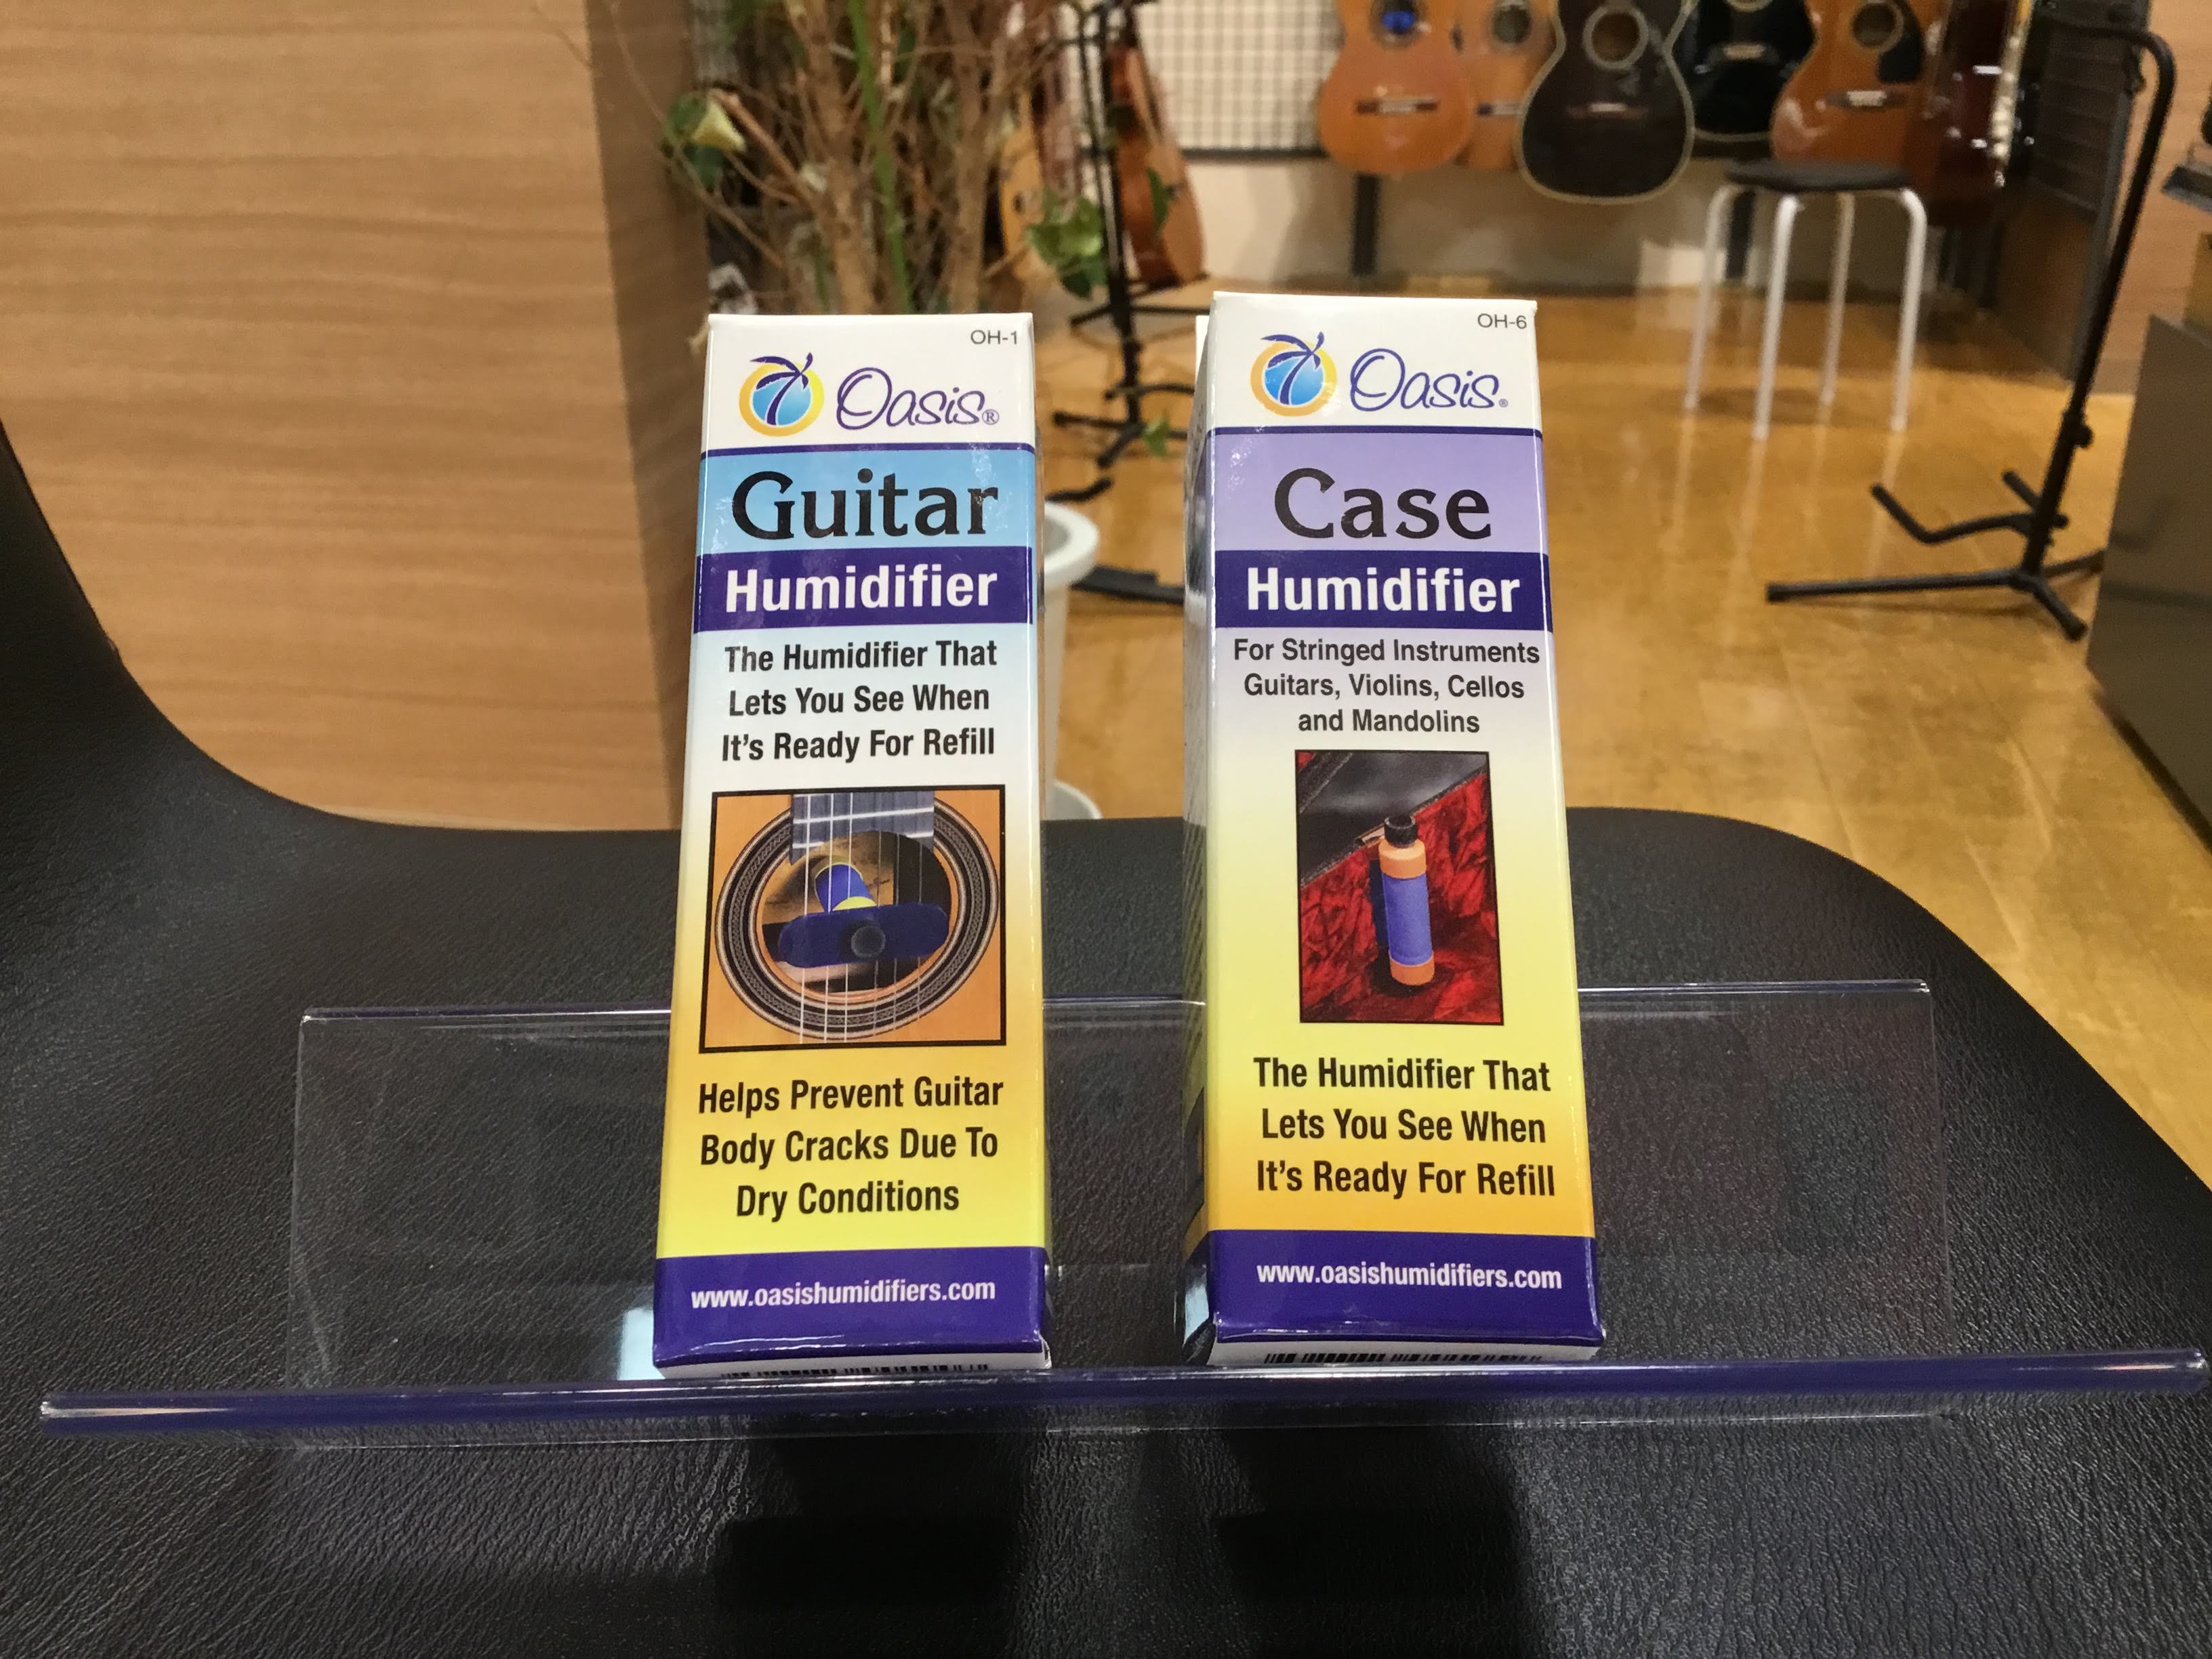 OH-1
Oasis®
Guitar
Humidifier
The Humidifier That
Lets You See When
It's Ready For Refill
Helps Prevent Guitar
Body Cracks Due To
Dry Conditions
www.oasishumidifiers.com
OH-6
Oasis®
Case
Humidifier
For Stringed Instruments
Guitars, Violins, Cellos
and Mandolins
The Humidifier That
Lets You See When
It's Ready For Refill
www.oasishumidifiers.com